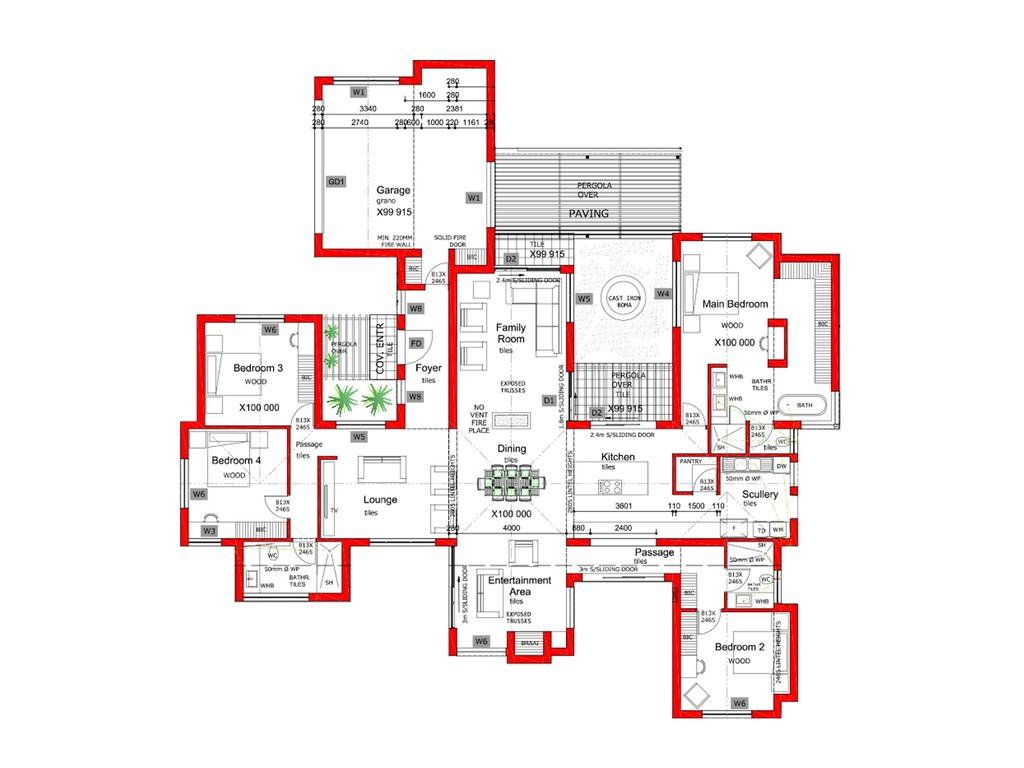 280
W1
1600
280
280
3340
280
2381
280
2740
280
600
1000
220
1161
280
GD1
Garage
grano
X99 915
W1
MIN. 220MM
FIRE WALL
SOLID FIRE
DOOR
PERGOLA
OVER
PAVING
TILE
X99 915
D2
BIC
BIC
813X
2465
2.4m S/SLIDING DOOR
W5
CAST IRON
BOMA
W4
Main Bedroom
WOOD
X100 000
BIC
W8
FD
W8
COV. ENTR
TILE
PERGOLA
OVER
Foyer
tiles
Family
Room
tiles
EXPOSED
TRUSSES
NO
VENT
FIRE
PLACE
D1
1.8m S/SLIDING DOOR
PERGOLA
OVER
TILE
X99 915
D2
2.4m S/SLIDING DOOR
W6
Bedroom 3
WOOD
X100 000
BIC
813X
2465
WHB
WHB
BATHR
TILES
BATH
50mm Ø WP
813X
2465
SH
813X
2465
WC
tiles
W5
Passage
tiles
Bedroom 4
WOOD
W6
W3
BIC
813X
2465
Lounge
tiles
TV
2805 LINTEL HEIGHTS
Dining
tiles
X100 000
2805 LINTEL HEIGHTS
Kitchen
tiles
PANTRY
813X
2465
50mm Ø WP
DW
Scullery
tiles
F
TD
WM
280
4000
880
3601
2400
110
1500
110
813X
2465
WC
50mm Ø WP
WHB
BATHR.
TILES
SH
3m S/SLIDING DOOR
Entertainment
Area
tiles
EXPOSED
TRUSSES
W6
BRAAI
Passage
tiles
3m S/SLIDING DOOR
SH
50mm Ø WP
813X
2465
BATHR.
TILES
WC
WHB
BIC
813X
2465
BIC
Bedroom 2
WOOD
2465 LINTEL HEIGHTS
W6